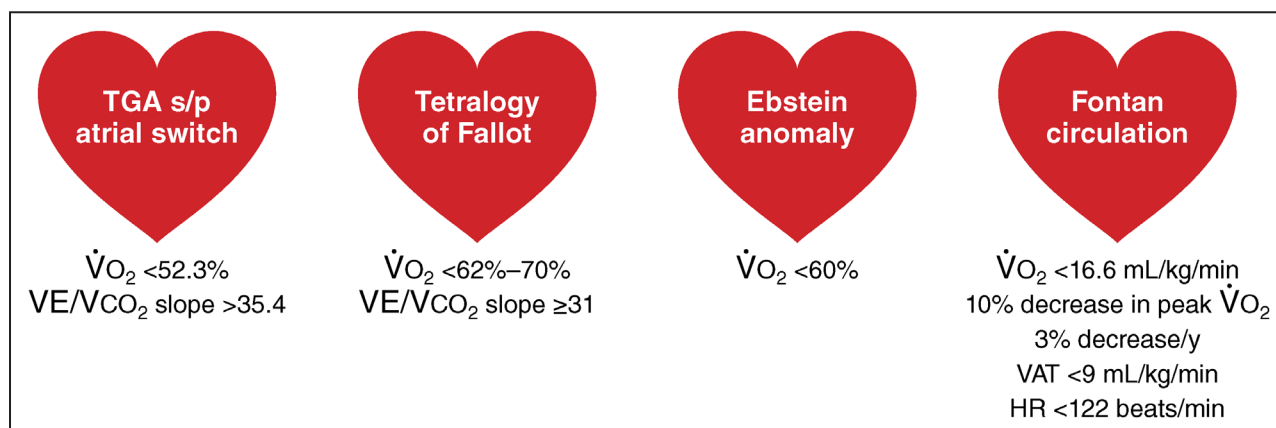 TGA s/p
atrial switch
V̇O₂ <52.3%
VE/VCO₂ slope >35.4
Tetralogy
of Fallot
V̇O₂ <62%–70%
VE/VCO₂ slope ≥31
Ebstein
anomaly
V̇O₂ <60%
Fontan
circulation
V̇O₂ <16.6 mL/kg/min
10% decrease in peak V̇O₂
3% decrease/y
VAT <9 mL/kg/min
HR <122 beats/min